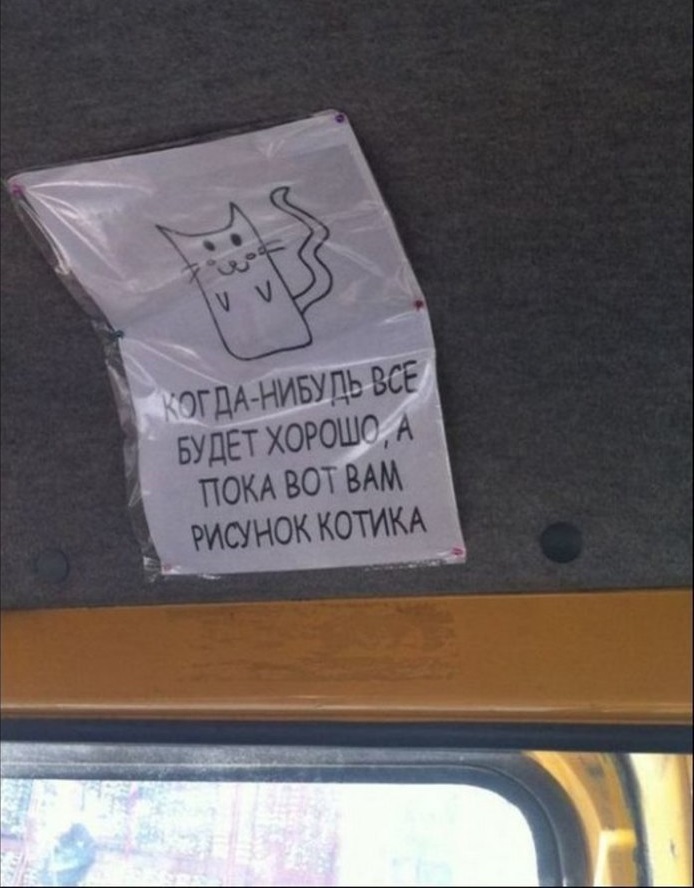 КОГДА-НИБУДЬ ВСЕ
БУДЕТ ХОРОШО, А
ПОКА ВОТ ВАМ
РИСУНОК КОТИКА